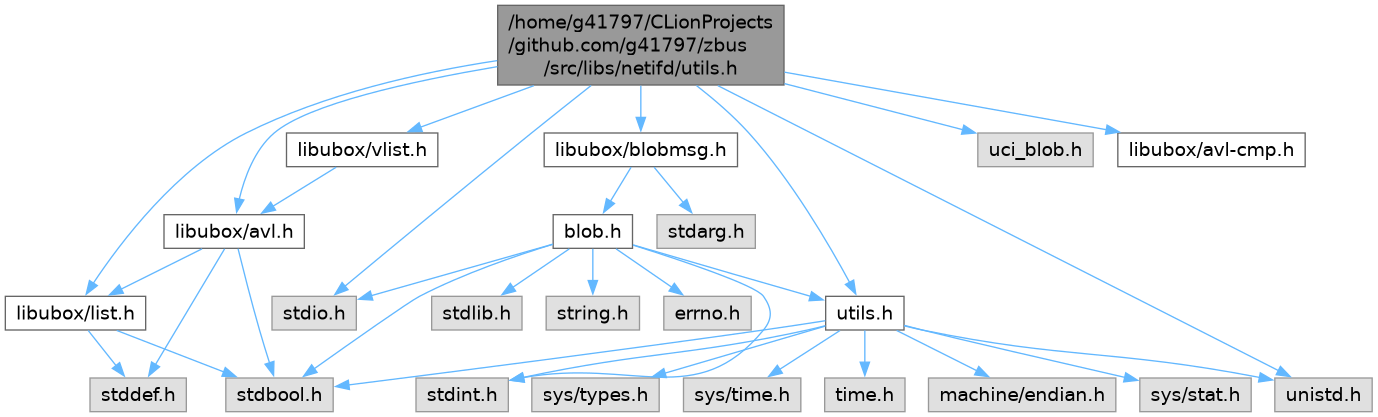 /home/g41797/CLionProjects
/github.com/g41797/zbus
/src/libs/netifd/utils.h
libubox/vlist.h
libubox/blobmsg.h
uci_blob.h
libubox/avl-cmp.h
libubox/avl.h
blob.h
stdarg.h
libubox/list.h
stdio.h
stdlib.h
string.h
errno.h
utils.h
stddef.h
stdbool.h
stdint.h
sys/types.h
sys/time.h
time.h
machine/endian.h
sys/stat.h
unistd.h